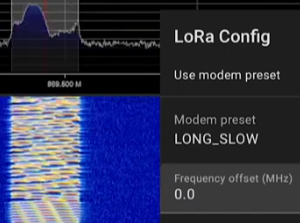 869.500 M
LoRa Config
Use modem preset
Modem preset
LONG_SLOW
Frequency offset (MHz)
0.0